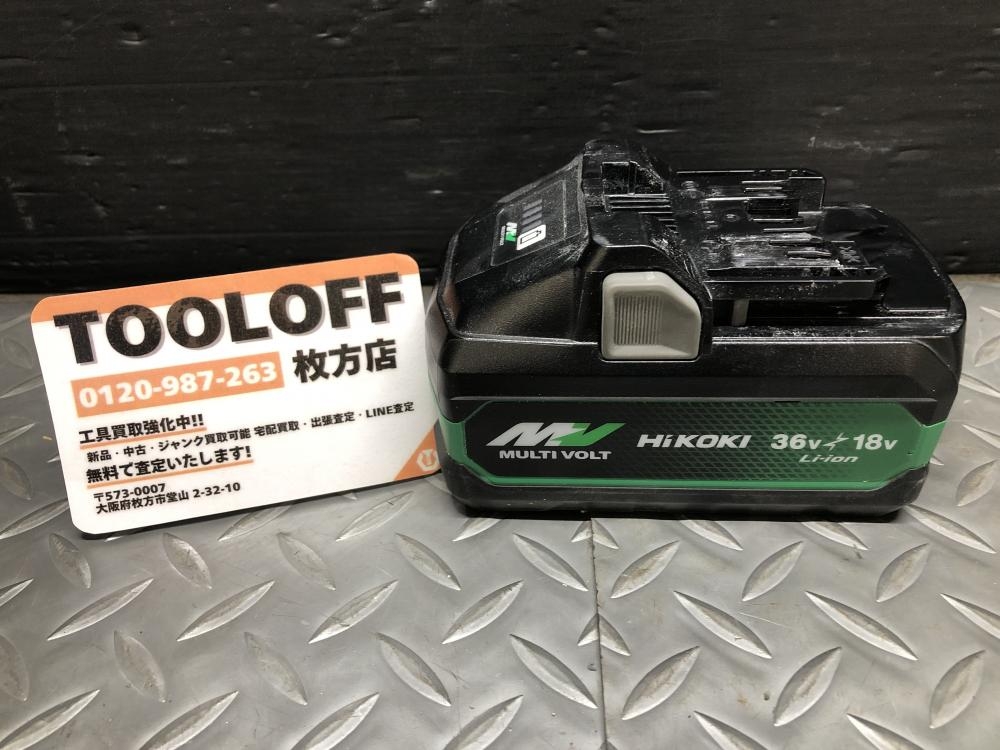 TOOLOFF
0120-987-263 枚方店
工具買取強化中!!
新品・中古・ジャンク買取可能 宅配買取・出張査定・LINE査定
無料で査定いたします!
〒573-0007
大阪府枚方市堂山 2-32-10
MV
MULTI VOLT
HiKOKI
36v 18v
Li-ion